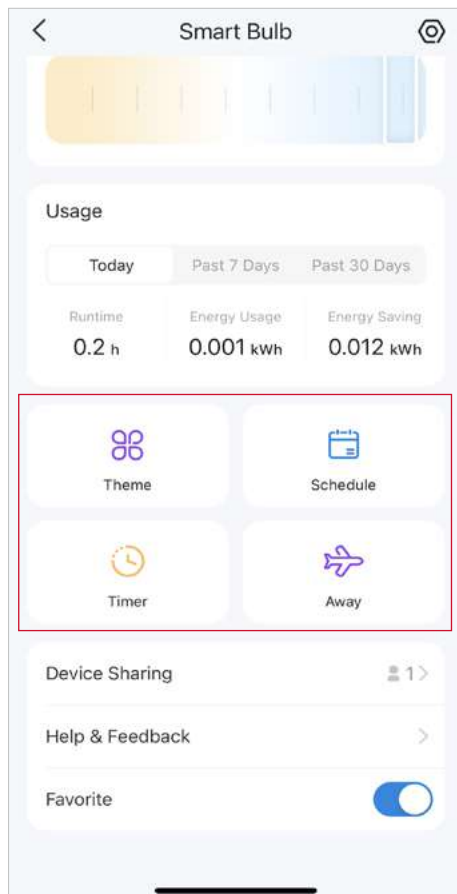 Smart Bulb
Usage
Today Past 7 Days Past 30 Days
Runtime Energy Usage Energy Saving
0.2 h 0.001 kWh 0.012 kWh
Theme Schedule
Timer Away
Device Sharing 1
Help & Feedback
Favorite